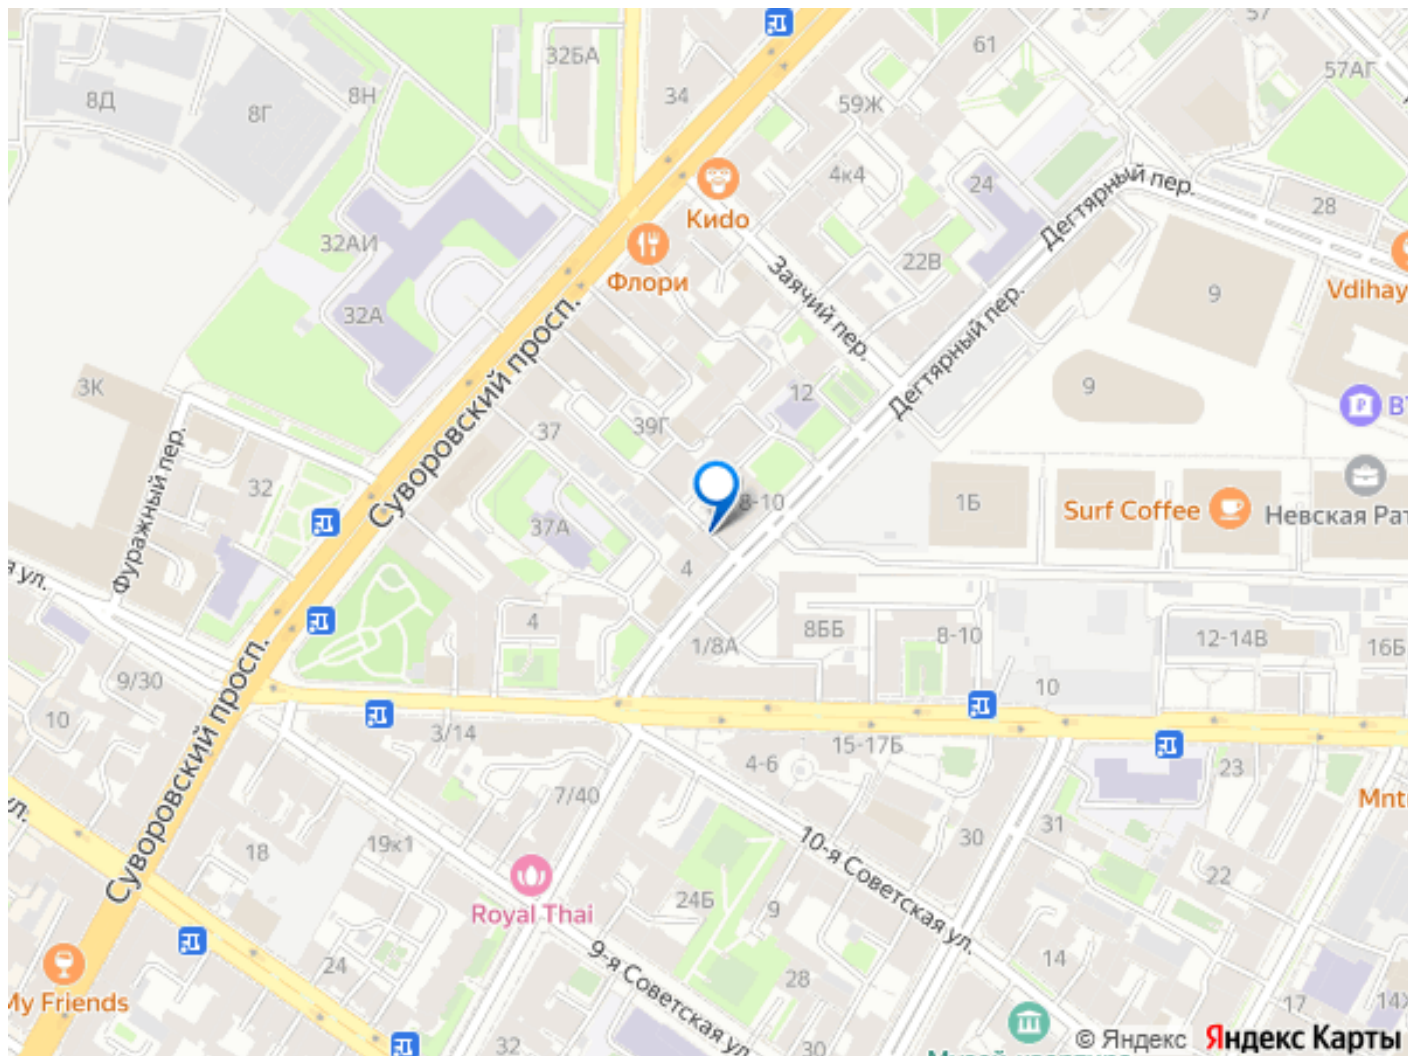 57
61
32БА
57АГ
8Д
8Н
34
59Ж
8Г
4к4
24
Дегтярный пер.
28
Кидо
32АИ
22В
Флори
Заячий пер.
9
Vdihay
32А
Суворовский просп.
Дегтярный пер.
3К
12
9
39Г
37
Фуражный пер.
32
8-10
1Б
Surf Coffee
Невская Рат
37А
4
а ул.
4
1/8А
8ББ
8-10
12-14В
16Б
9/30
10
10
3/14
15-17Б
4-6
23
7/40
Mnt
ул.
Суворовский просп.
18
19к1
30
31
10-я Советская ул.
22
Royal Thai
24Б
9
9-я Советская ул.
24
14
28
My Friends
17
14
32
30
© Яндекс Яндекс Карты